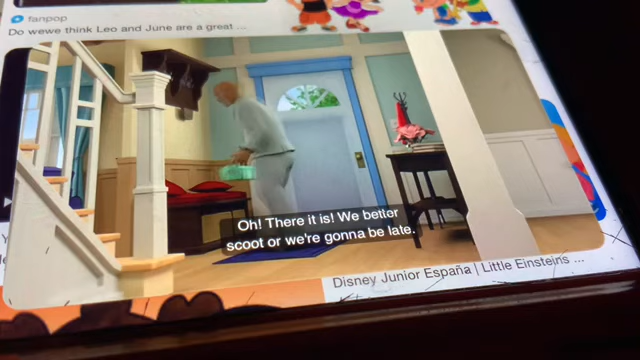 fanpop
Do wewe think Leo and June are a great ...
Oh! There it is! We better
scoot or we're gonna be late.
Disney Junior España | Little Einsteins ...